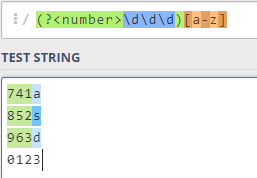 / (?<number>\d\d\d)[a-z]
TEST STRING
741a
852s
963d
0123